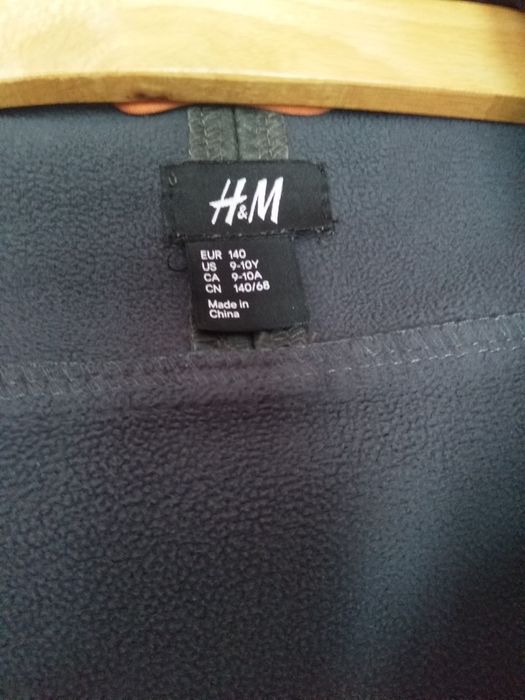 H&M
EUR 140
US 9-10Y
CA 9-10A
CN 140/68
Made in
China